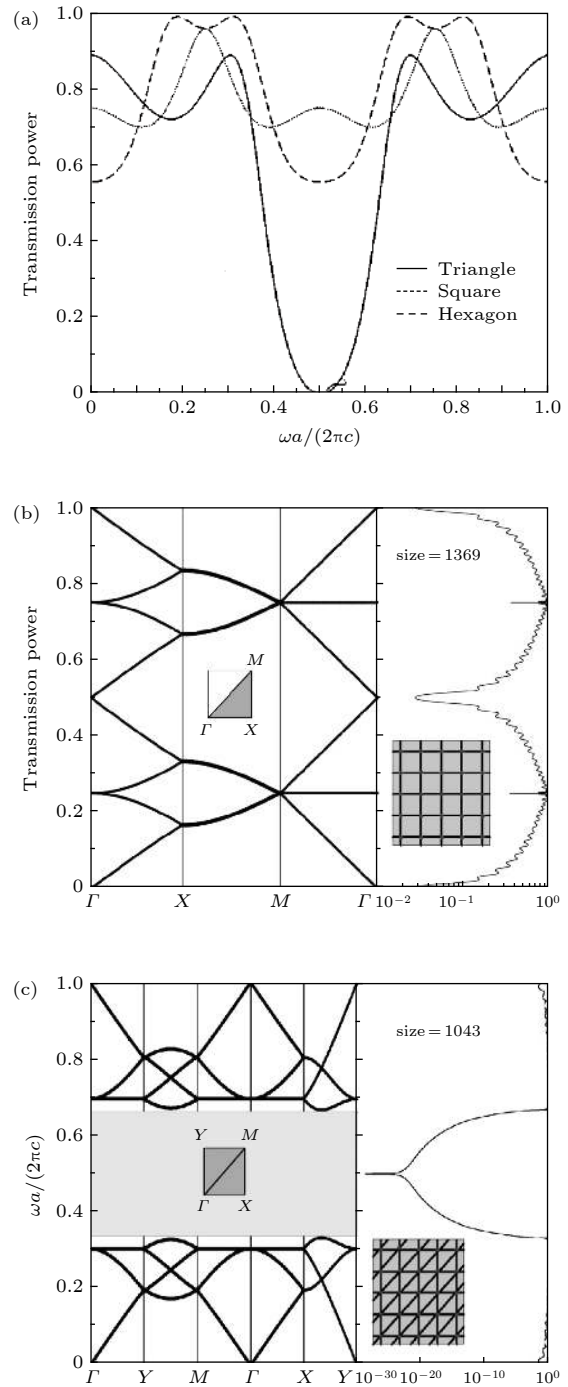 (a)
1.0
0.8
0.6
0.4
0.2
0
Transmission power
Triangle
Square
Hexagon
0 0.2 0.4 0.6 0.8 1.0
ωa/(2πc)
(b)
1.0
0.8
0.6
0.4
0.2
0
Transmission power
size = 1369
M
Γ X
Γ X M Γ 10⁻² 10⁻¹ 10⁰
(c)
1.0
0.8
0.6
0.4
0.2
0
ωa/(2πc)
size = 1043
Y M
Γ X
Γ Y M Γ X Y 10⁻³⁰ 10⁻²⁰ 10⁻¹⁰ 10⁰